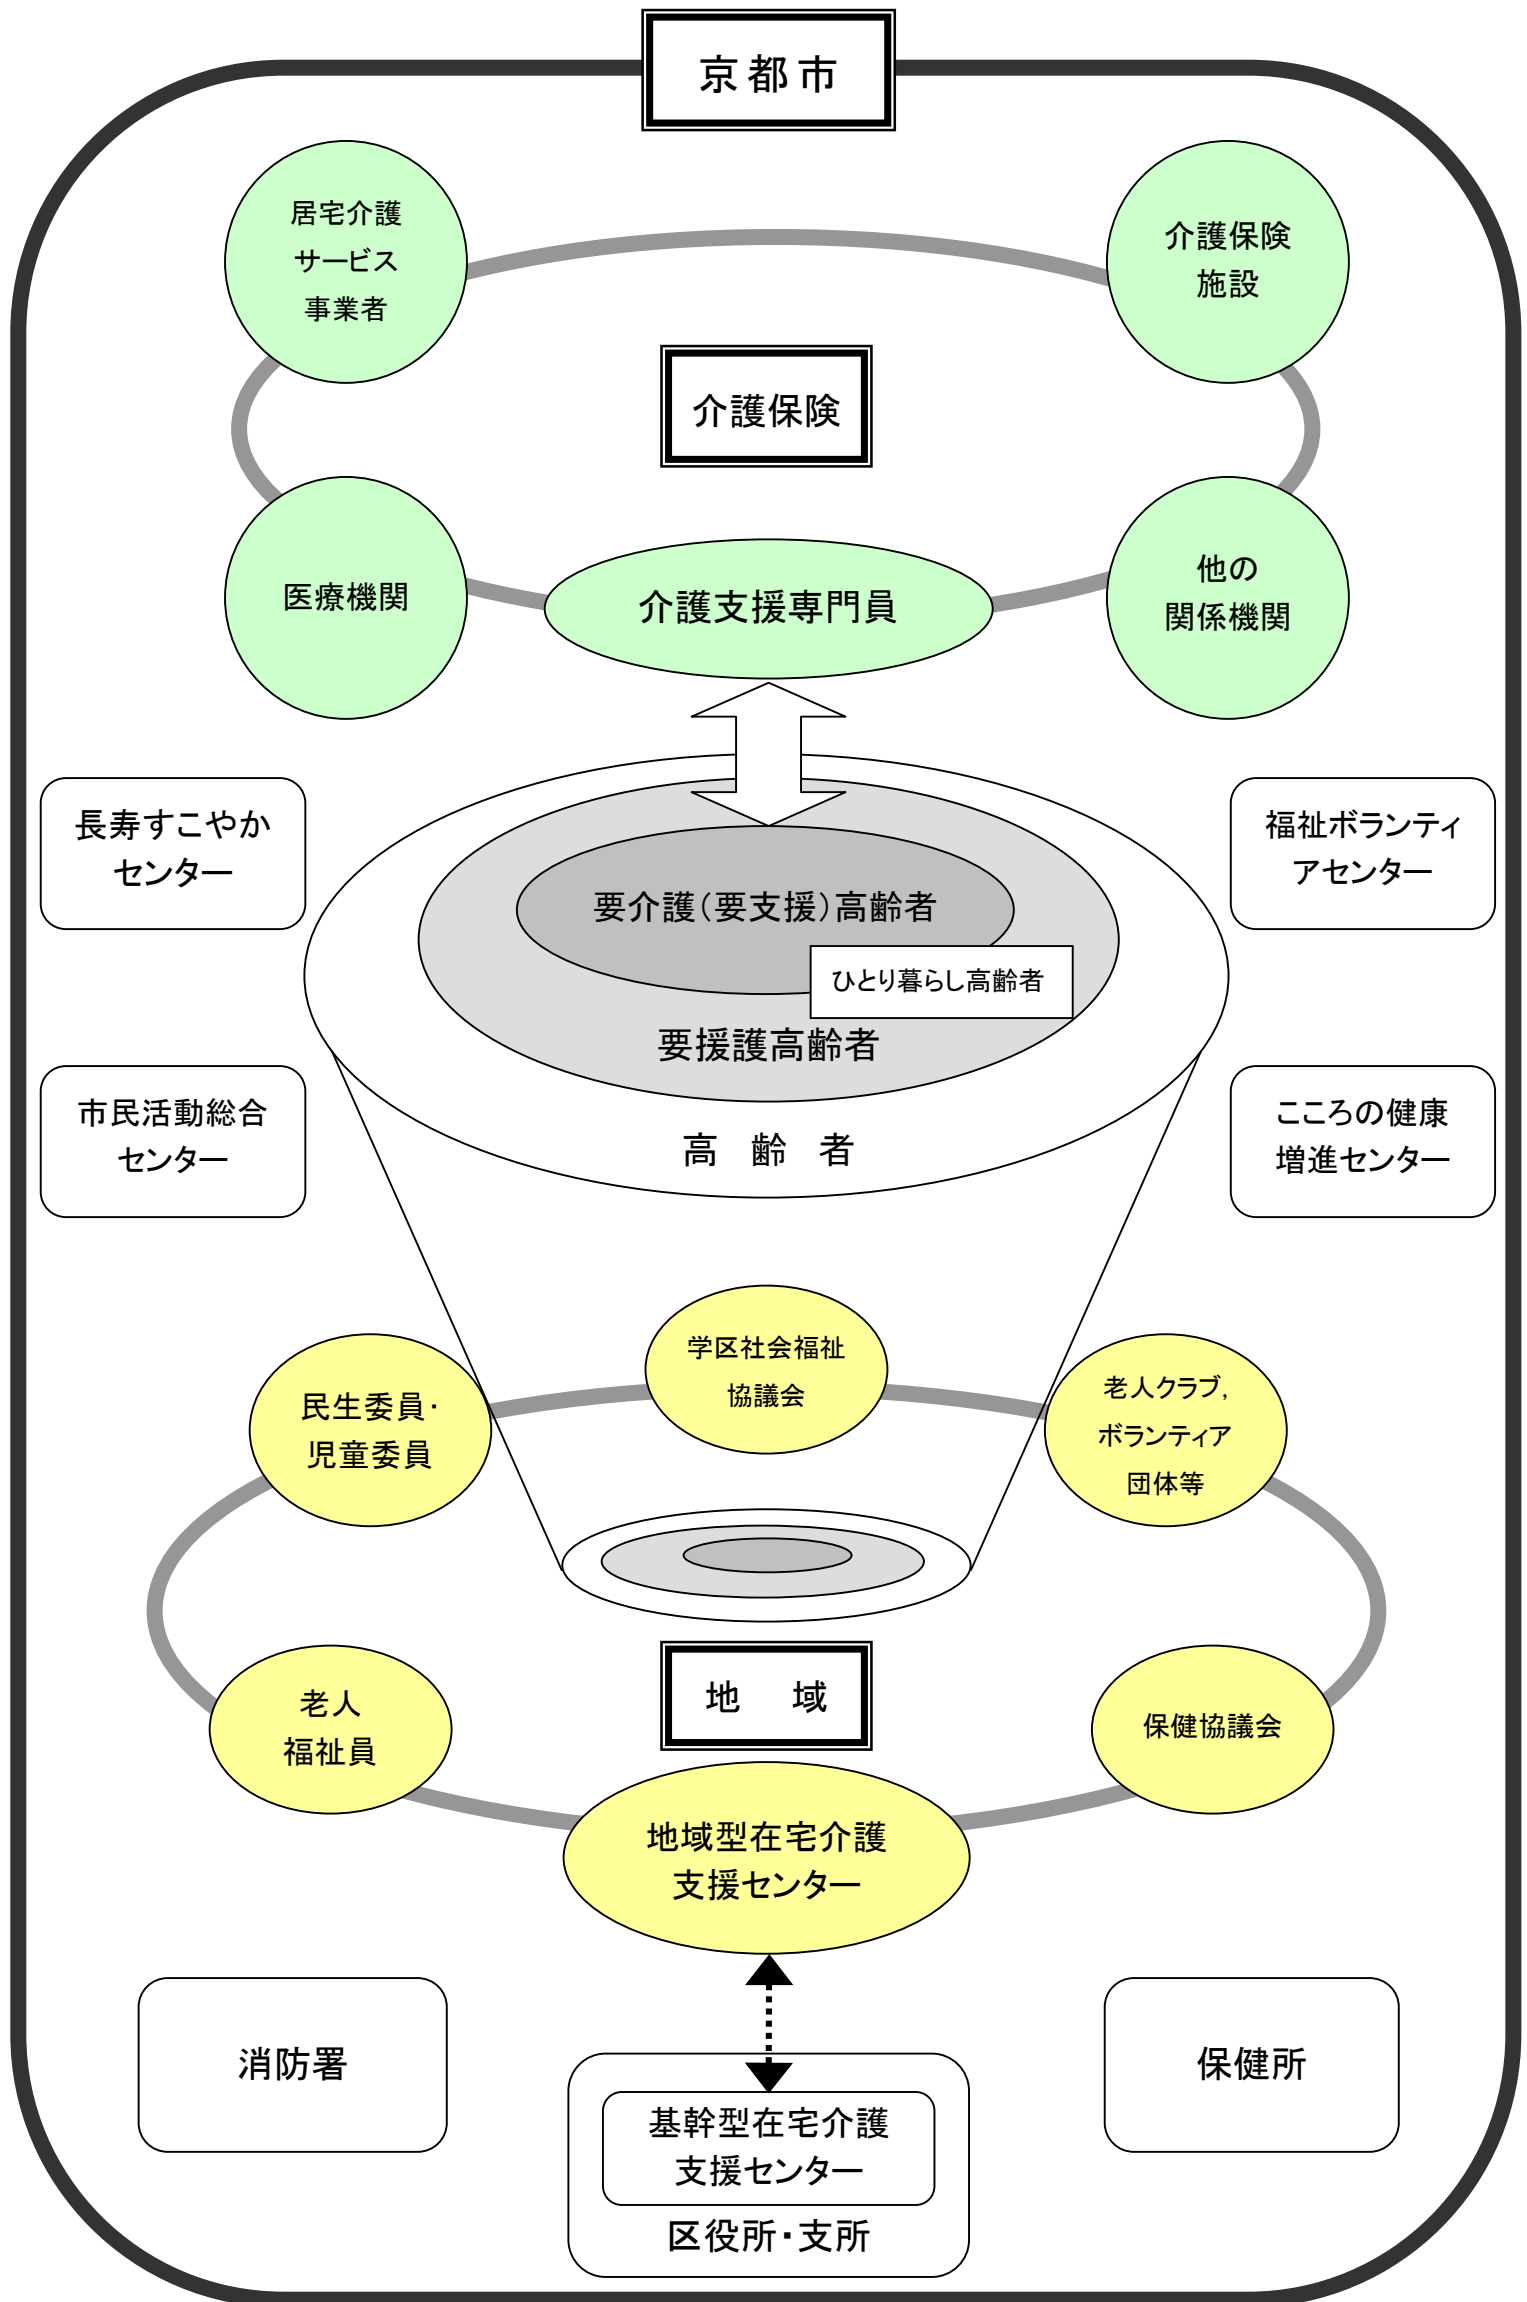 京都市
居宅介護
サービス
事業者
介護保険
施設
介護保険
医療機関
介護支援専門員
他の
関係機関
長寿すこやか
センター
福祉ボランティ
アセンター
要介護（要支援）高齢者
ひとり暮らし高齢者
要援護高齢者
市民活動総合
センター
こころの健康
増進センター
高　齢　者
学区社会福祉
協議会
民生委員・
児童委員
老人クラブ，
ボランティア
団体等
地　域
老人
福祉員
保健協議会
地域型在宅介護
支援センター
消防署
保健所
基幹型在宅介護
支援センター
区役所・支所